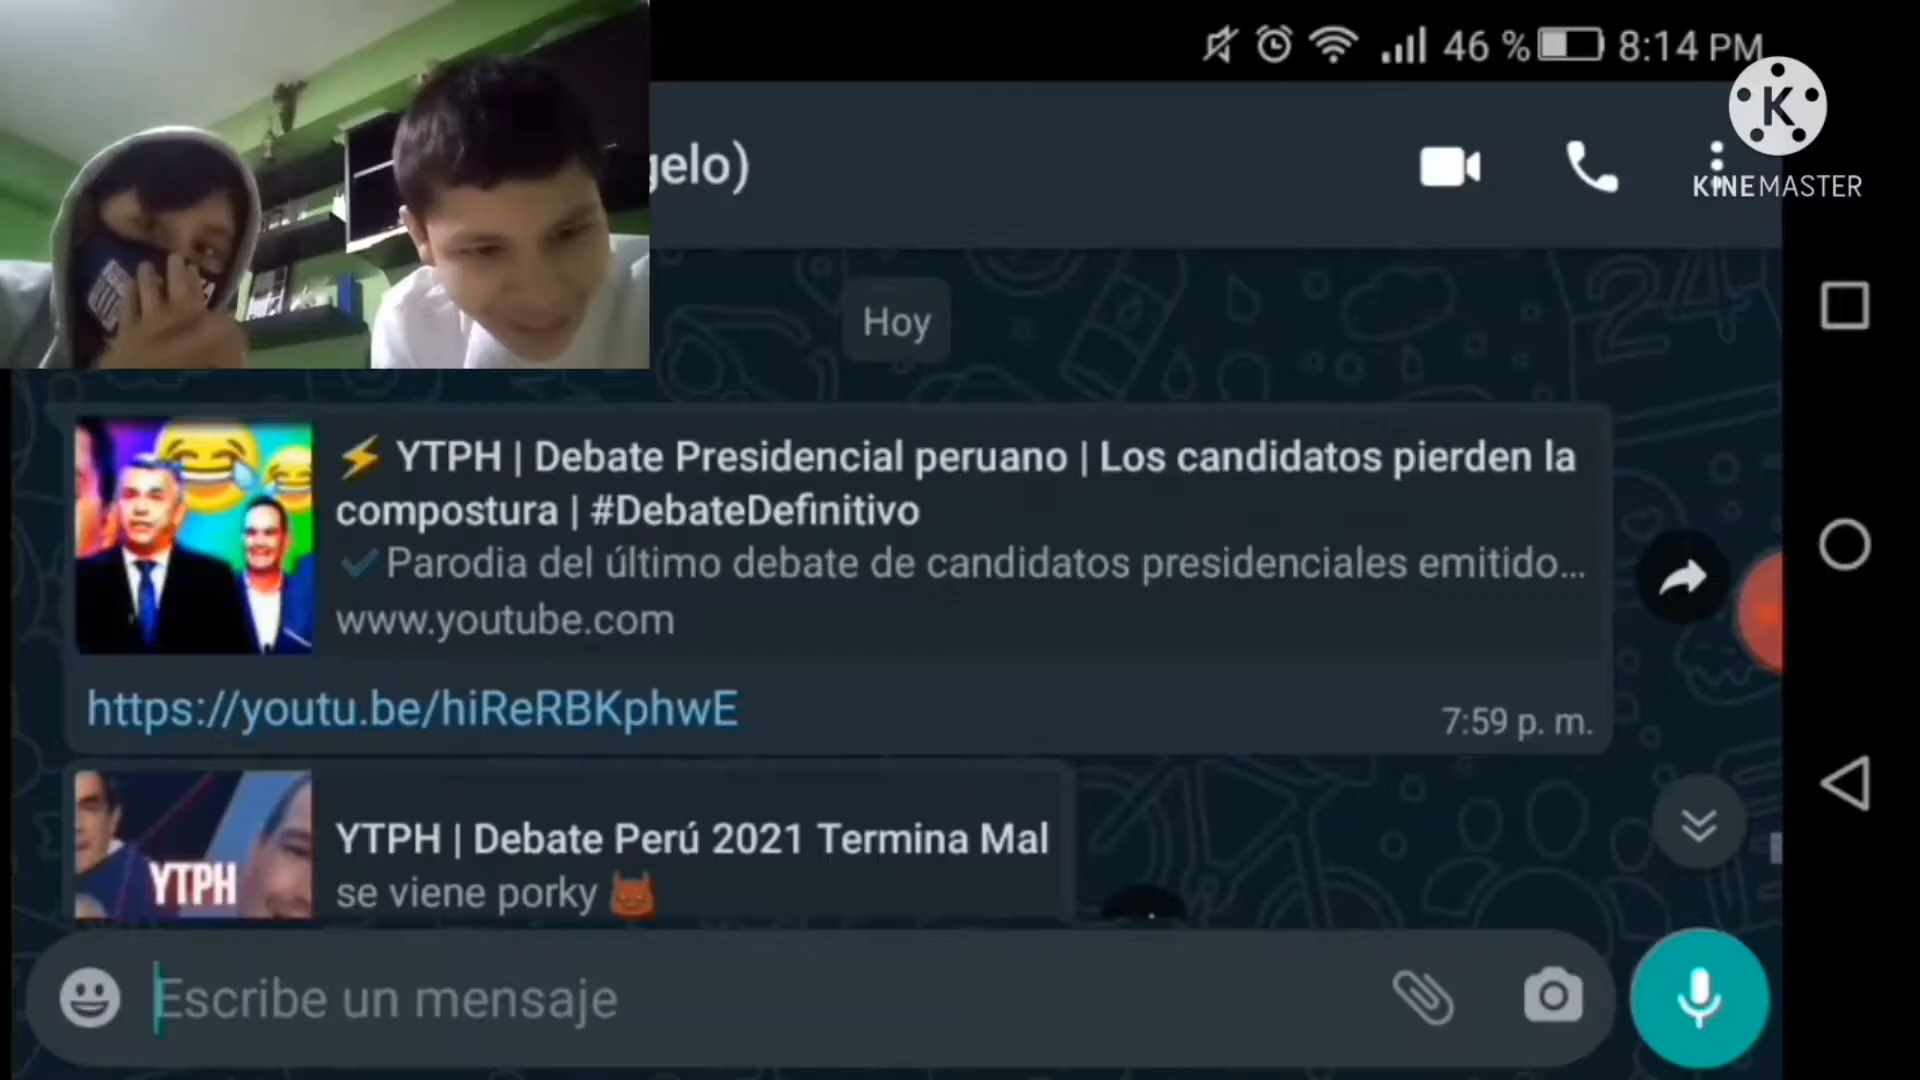 46 % 8:14 PM
K
KINEMASTER
gelo)
Hoy
⚡ YTPH | Debate Presidencial peruano | Los candidatos pierden la
compostura | #DebateDefinitivo
✔Parodia del último debate de candidatos presidenciales emitido...
www.youtube.com
https://youtu.be/hiReRBKphwE
7:59 p. m.
YTPH
YTPH | Debate Perú 2021 Termina Mal
se viene porky 👹
Escribe un mensaje